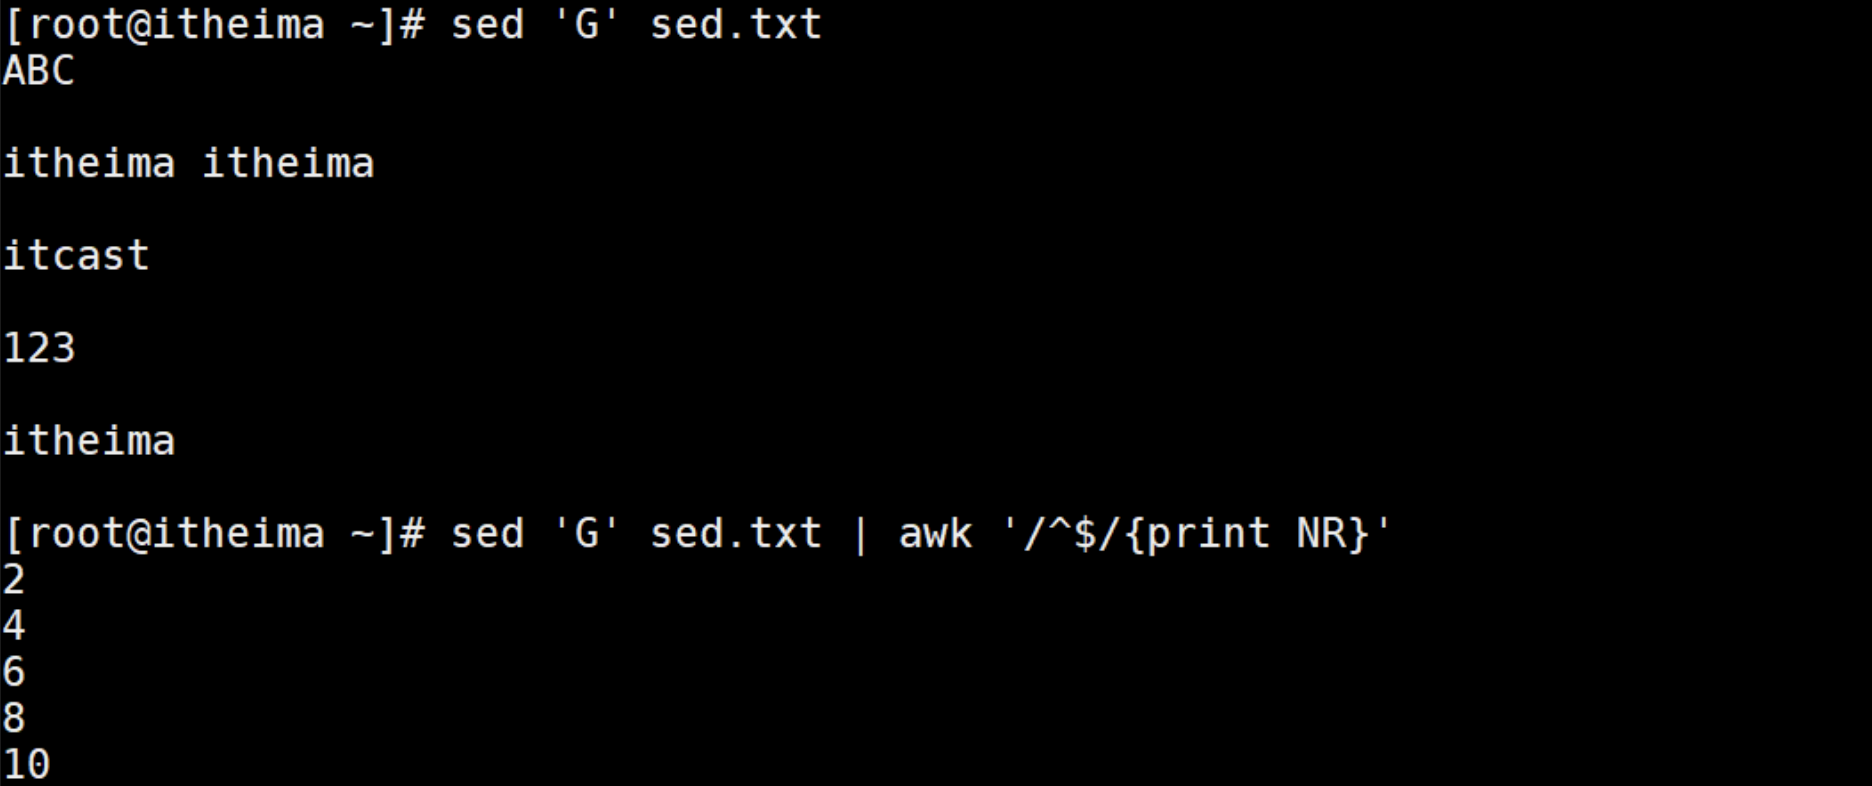 [root@itheima ~]# sed 'G' sed.txt
ABC
itheima itheima
itcast
123
itheima
[root@itheima ~]# sed 'G' sed.txt | awk '/^$/{print NR}'
2
4
6
8
10